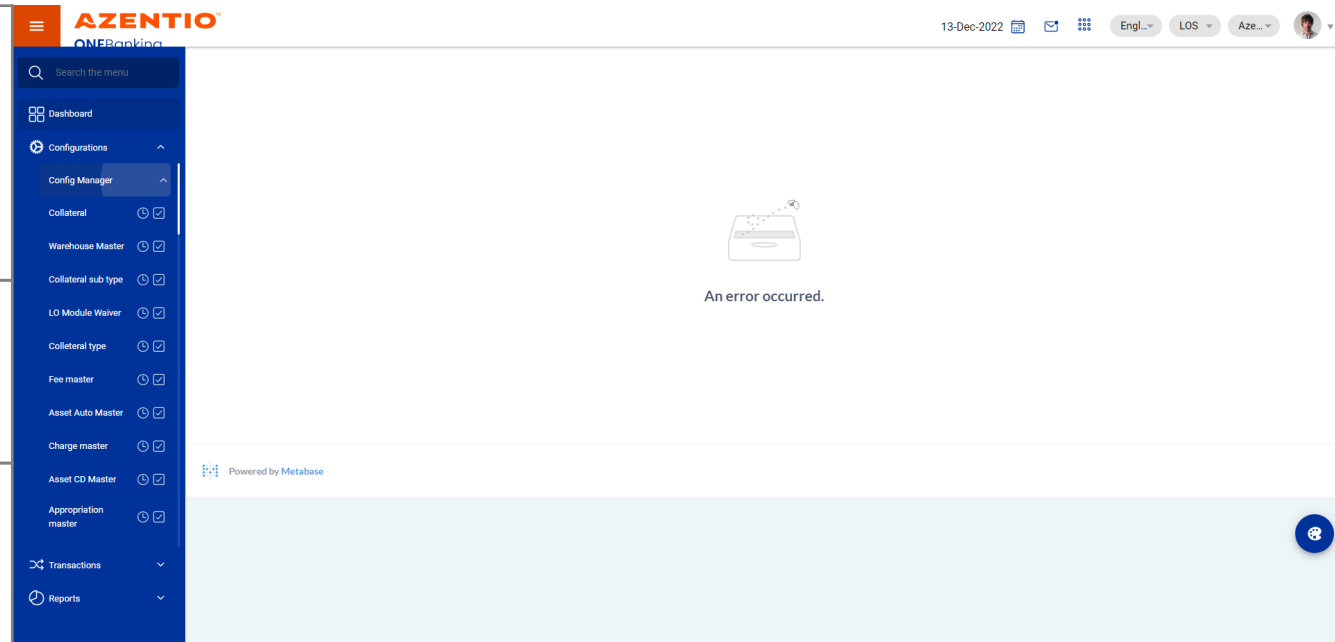 AZENTIO™
ONEBanking
13-Dec-2022
Engl...
LOS
Aze...
Search the menu
Dashboard
Configurations
Config Manager
Collateral
Warehouse Master
Collateral sub type
LO Module Waiver
Colleteral type
Fee master
Asset Auto Master
Charge master
Asset CD Master
Appropriation
master
Transactions
Reports
An error occurred.
Powered by Metabase